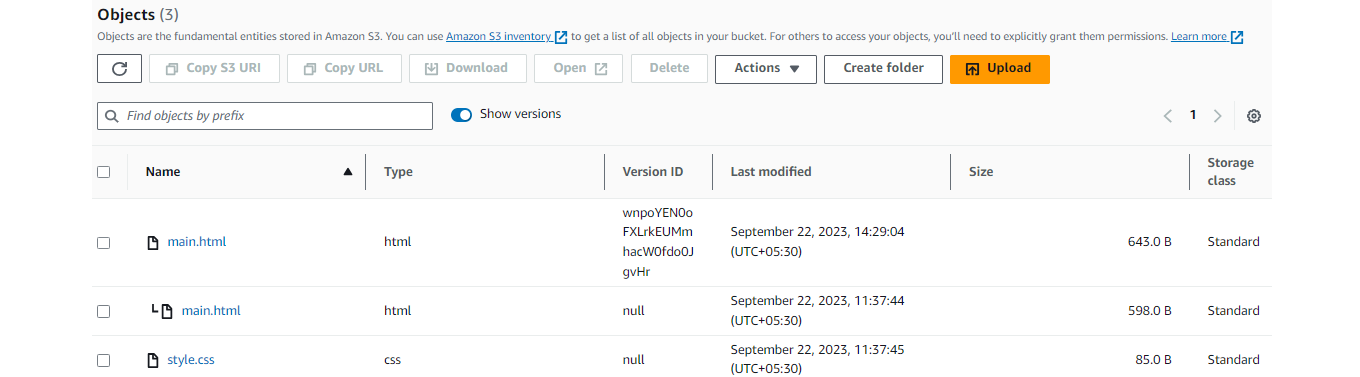 Objects (3)
Objects are the fundamental entities stored in Amazon S3. You can use Amazon S3 inventory to get a list of all objects in your bucket. For others to access your objects, you'll need to explicitly grant them permissions. Learn more
Copy S3 URI Copy URL Download Open Delete Actions Create folder Upload
Find objects by prefix Show versions 1
Name Type Version ID Last modified Size Storage class
main.html html wnpoYEN0oFXLrkEUMmhacW0fdo0JgvHr September 22, 2023, 14:29:04 (UTC+05:30) 643.0 B Standard
main.html html null September 22, 2023, 11:37:44 (UTC+05:30) 598.0 B Standard
style.css css null September 22, 2023, 11:37:45 (UTC+05:30) 85.0 B Standard